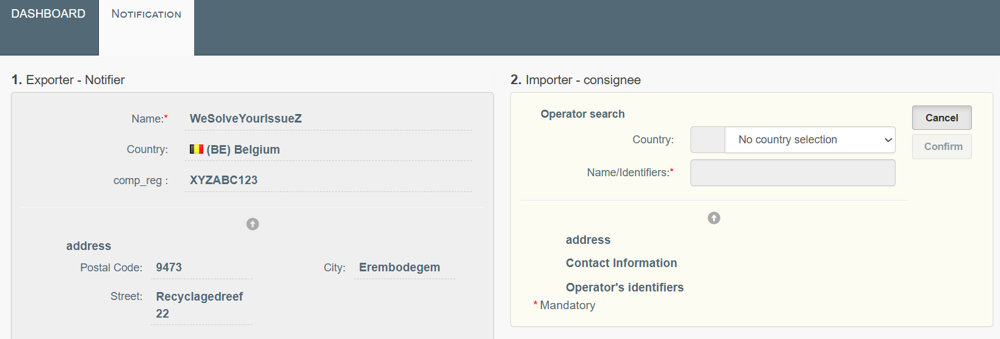 DASHBOARD
Notification
1. Exporter - Notifier
Name:* WeSolveYourIssueZ
Country: (BE) Belgium
comp_reg : XYZABC123
address
Postal Code: 9473
City: Erembodegem
Street: Recyclagedreef
22
2. Importer - consignee
Operator search
Country: No country selection
Name/Identifiers:*
Cancel
Confirm
address
Contact Information
Operator's identifiers
* Mandatory